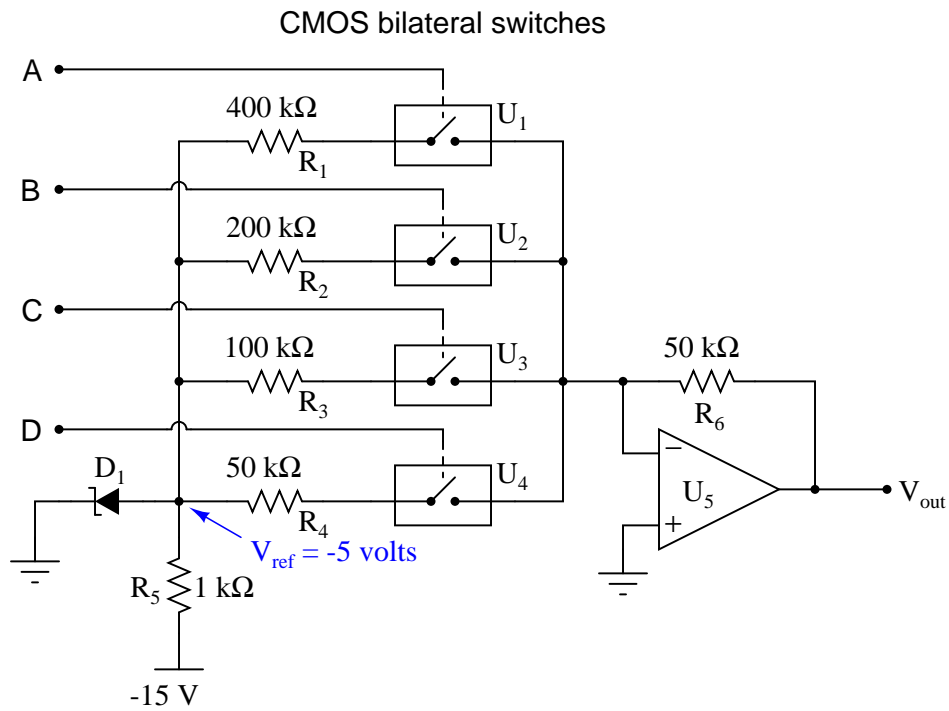 CMOS bilateral switches
A
400 kΩ
R1
U1
B
200 kΩ
R2
U2
C
100 kΩ
R3
U3
50 kΩ
R6
D
50 kΩ
R4
U4
D1
Vref = -5 volts
−
+
U5
Vout
R5
1 kΩ
-15 V